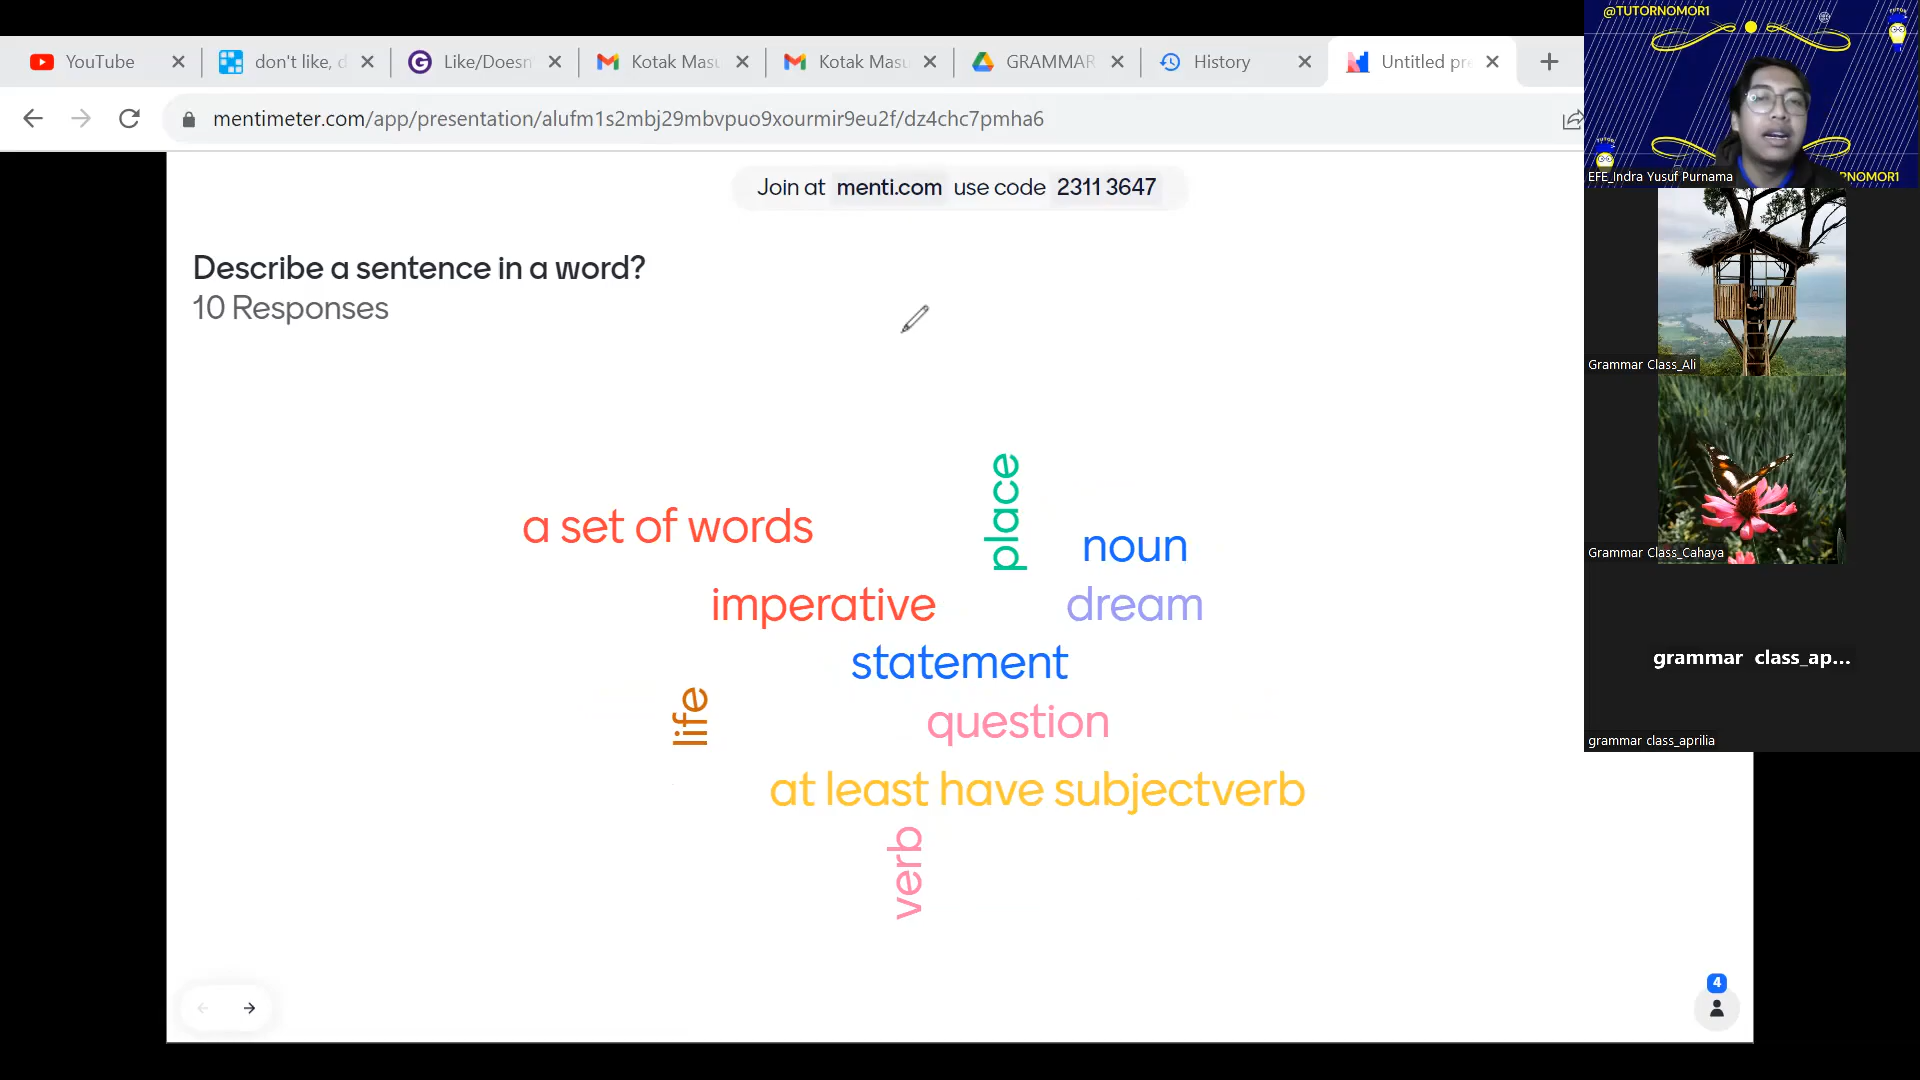 YouTube
don't like, d
Like/Doesn
Kotak Masu
Kotak Masu
GRAMMAR
History
Untitled pre
mentimeter.com/app/presentation/alufm1s2mbj29mbvpuo9xourmir9eu2f/dz4chc7pmha6
Join at menti.com use code 2311 3647
Describe a sentence in a word?
10 Responses
place
a set of words
noun
imperative
dream
statement
life
question
at least have subjectverb
verb
4
@TUTORNOMOR1
EFE_Indra Yusuf Purnama
RNOMOR1
Grammar Class_Ali
Grammar Class_Cahaya
grammar class_ap...
grammar class_aprilia